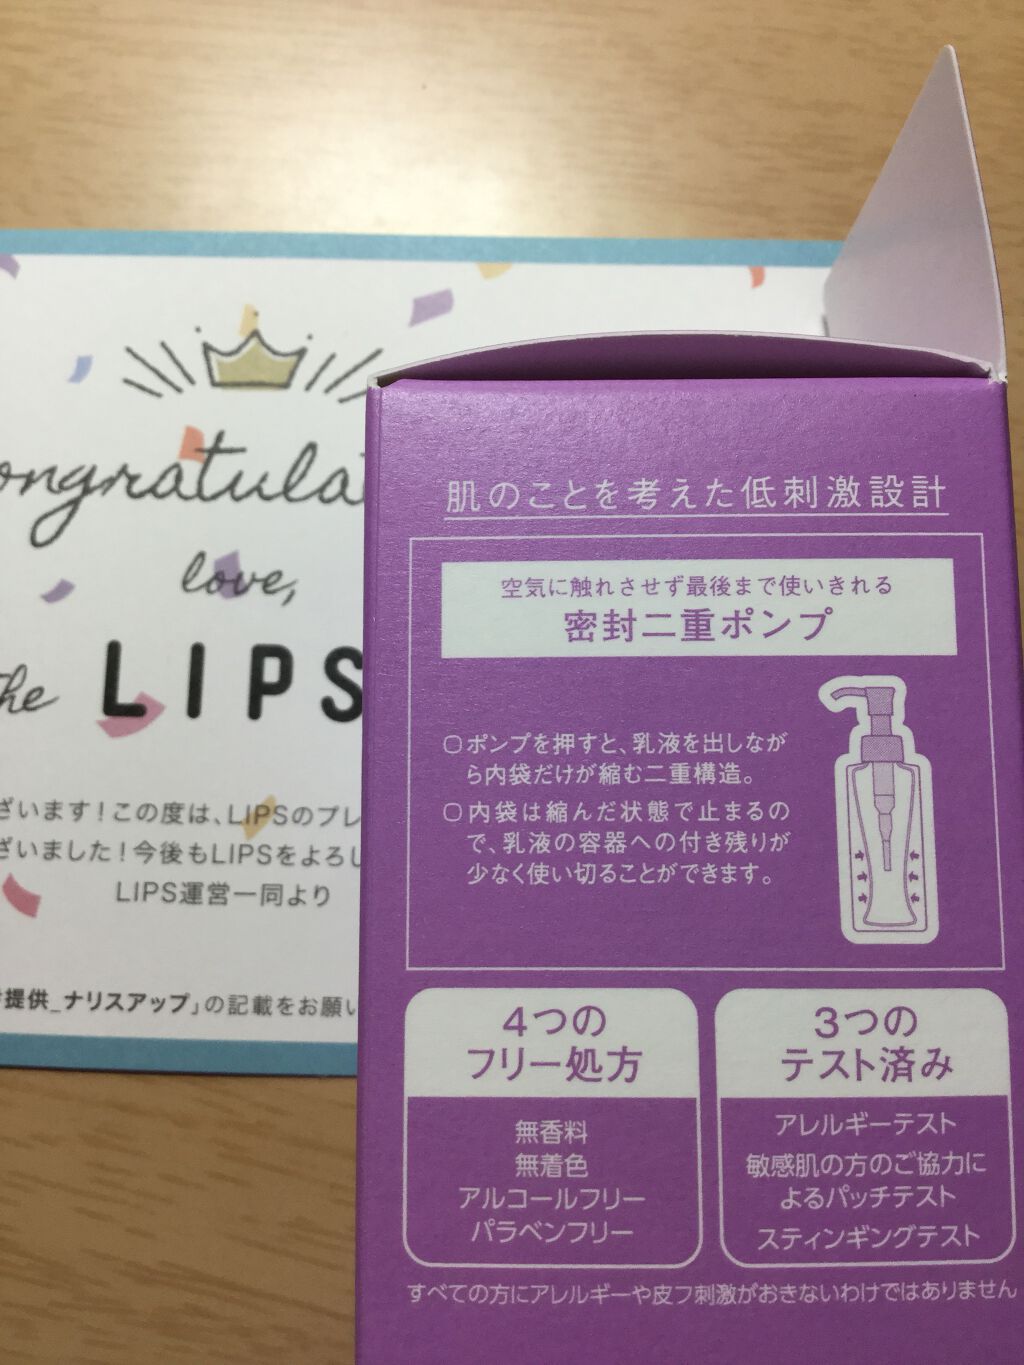 ongratula
love,
he LIPS
ざいます！この度は、LIPSのプレ
ざいました！今後もLIPSをよろし
LIPS運営一同より
提供_ナリスアップ」の記載をお願い
肌のことを考えた低刺激設計
空気に触れさせず最後まで使いきれる
密封二重ポンプ
○ポンプを押すと、乳液を出しなが
ら内袋だけが縮む二重構造。
○内袋は縮んだ状態で止まるの
で、乳液の容器への付き残りが
少なく使い切ることができます。
4つの
フリー処方
無香料
無着色
アルコールフリー
パラベンフリー
3つの
テスト済み
アレルギーテスト
敏感肌の方のご協力に
よるパッチテスト
スティンギングテスト
すべての方にアレルギーや皮フ刺激がおきないわけではありません